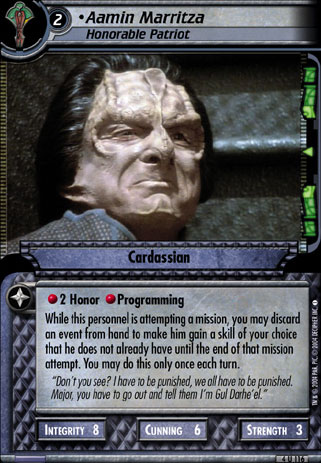 2 •Aamin Marritza
Honorable Patriot
Cardassian
2 Honor Programming
While this personnel is attempting a mission, you may discard
an event from hand to make him gain a skill of your choice
that he does not already have until the end of that mission
attempt. You may do this only once each turn.
"Don't you see? I have to be punished, we all have to be punished.
Major, you have to go out and tell them I'm Gul Darhe'el."
INTEGRITY 8 CUNNING 6 STRENGTH 3
4 U 116